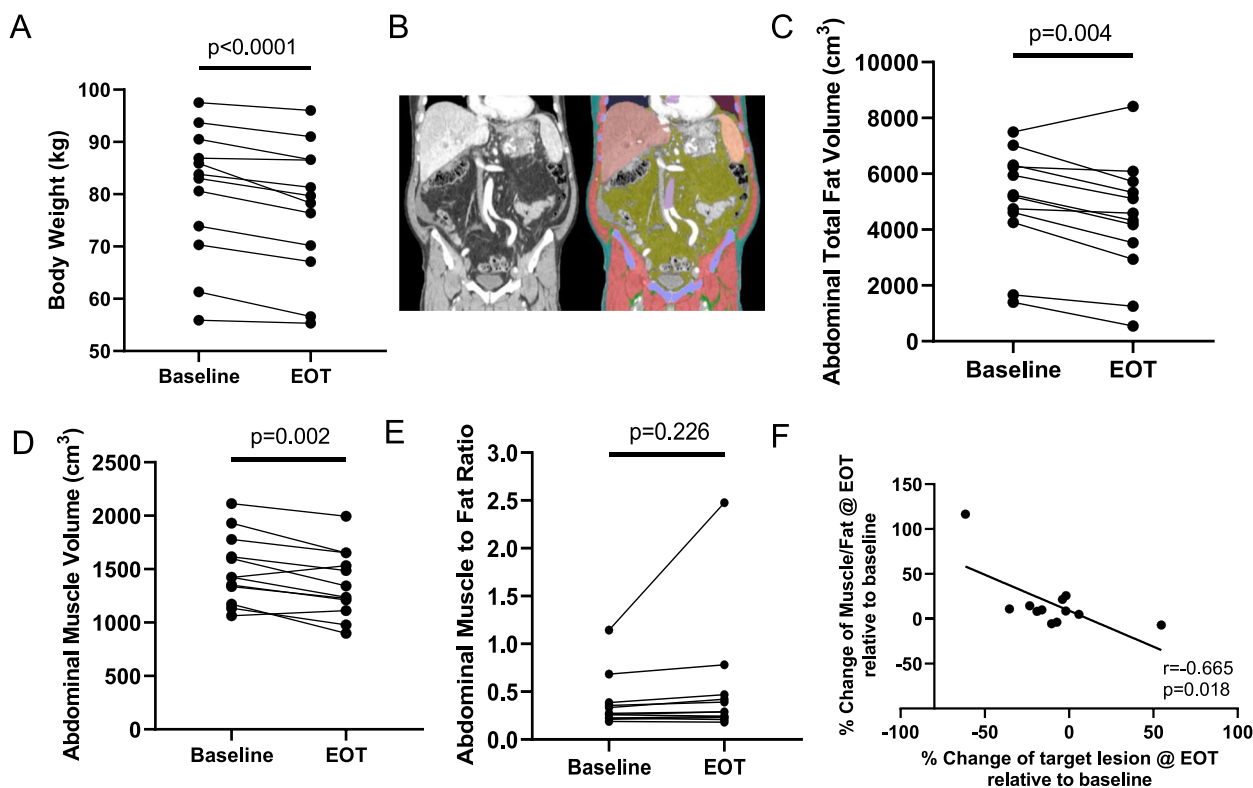 A
p<0.0001
Body Weight (kg)
100
90
80
70
60
50
Baseline
EOT
B
C
p=0.004
Abdominal Total Fat Volume (cm³)
10000
8000
6000
4000
2000
0
Baseline
EOT
D
p=0.002
Abdominal Muscle Volume (cm³)
2500
2000
1500
1000
500
0
Baseline
EOT
E
p=0.226
Abdominal Muscle to Fat Ratio
3.0
2.5
2.0
1.5
1.0
0.5
0.0
Baseline
EOT
F
% Change of Muscle/Fat @ EOT
relative to baseline
150
100
50
0
-50
r=-0.665
p=0.018
-100
-50
0
50
100
% Change of target lesion @ EOT
relative to baseline